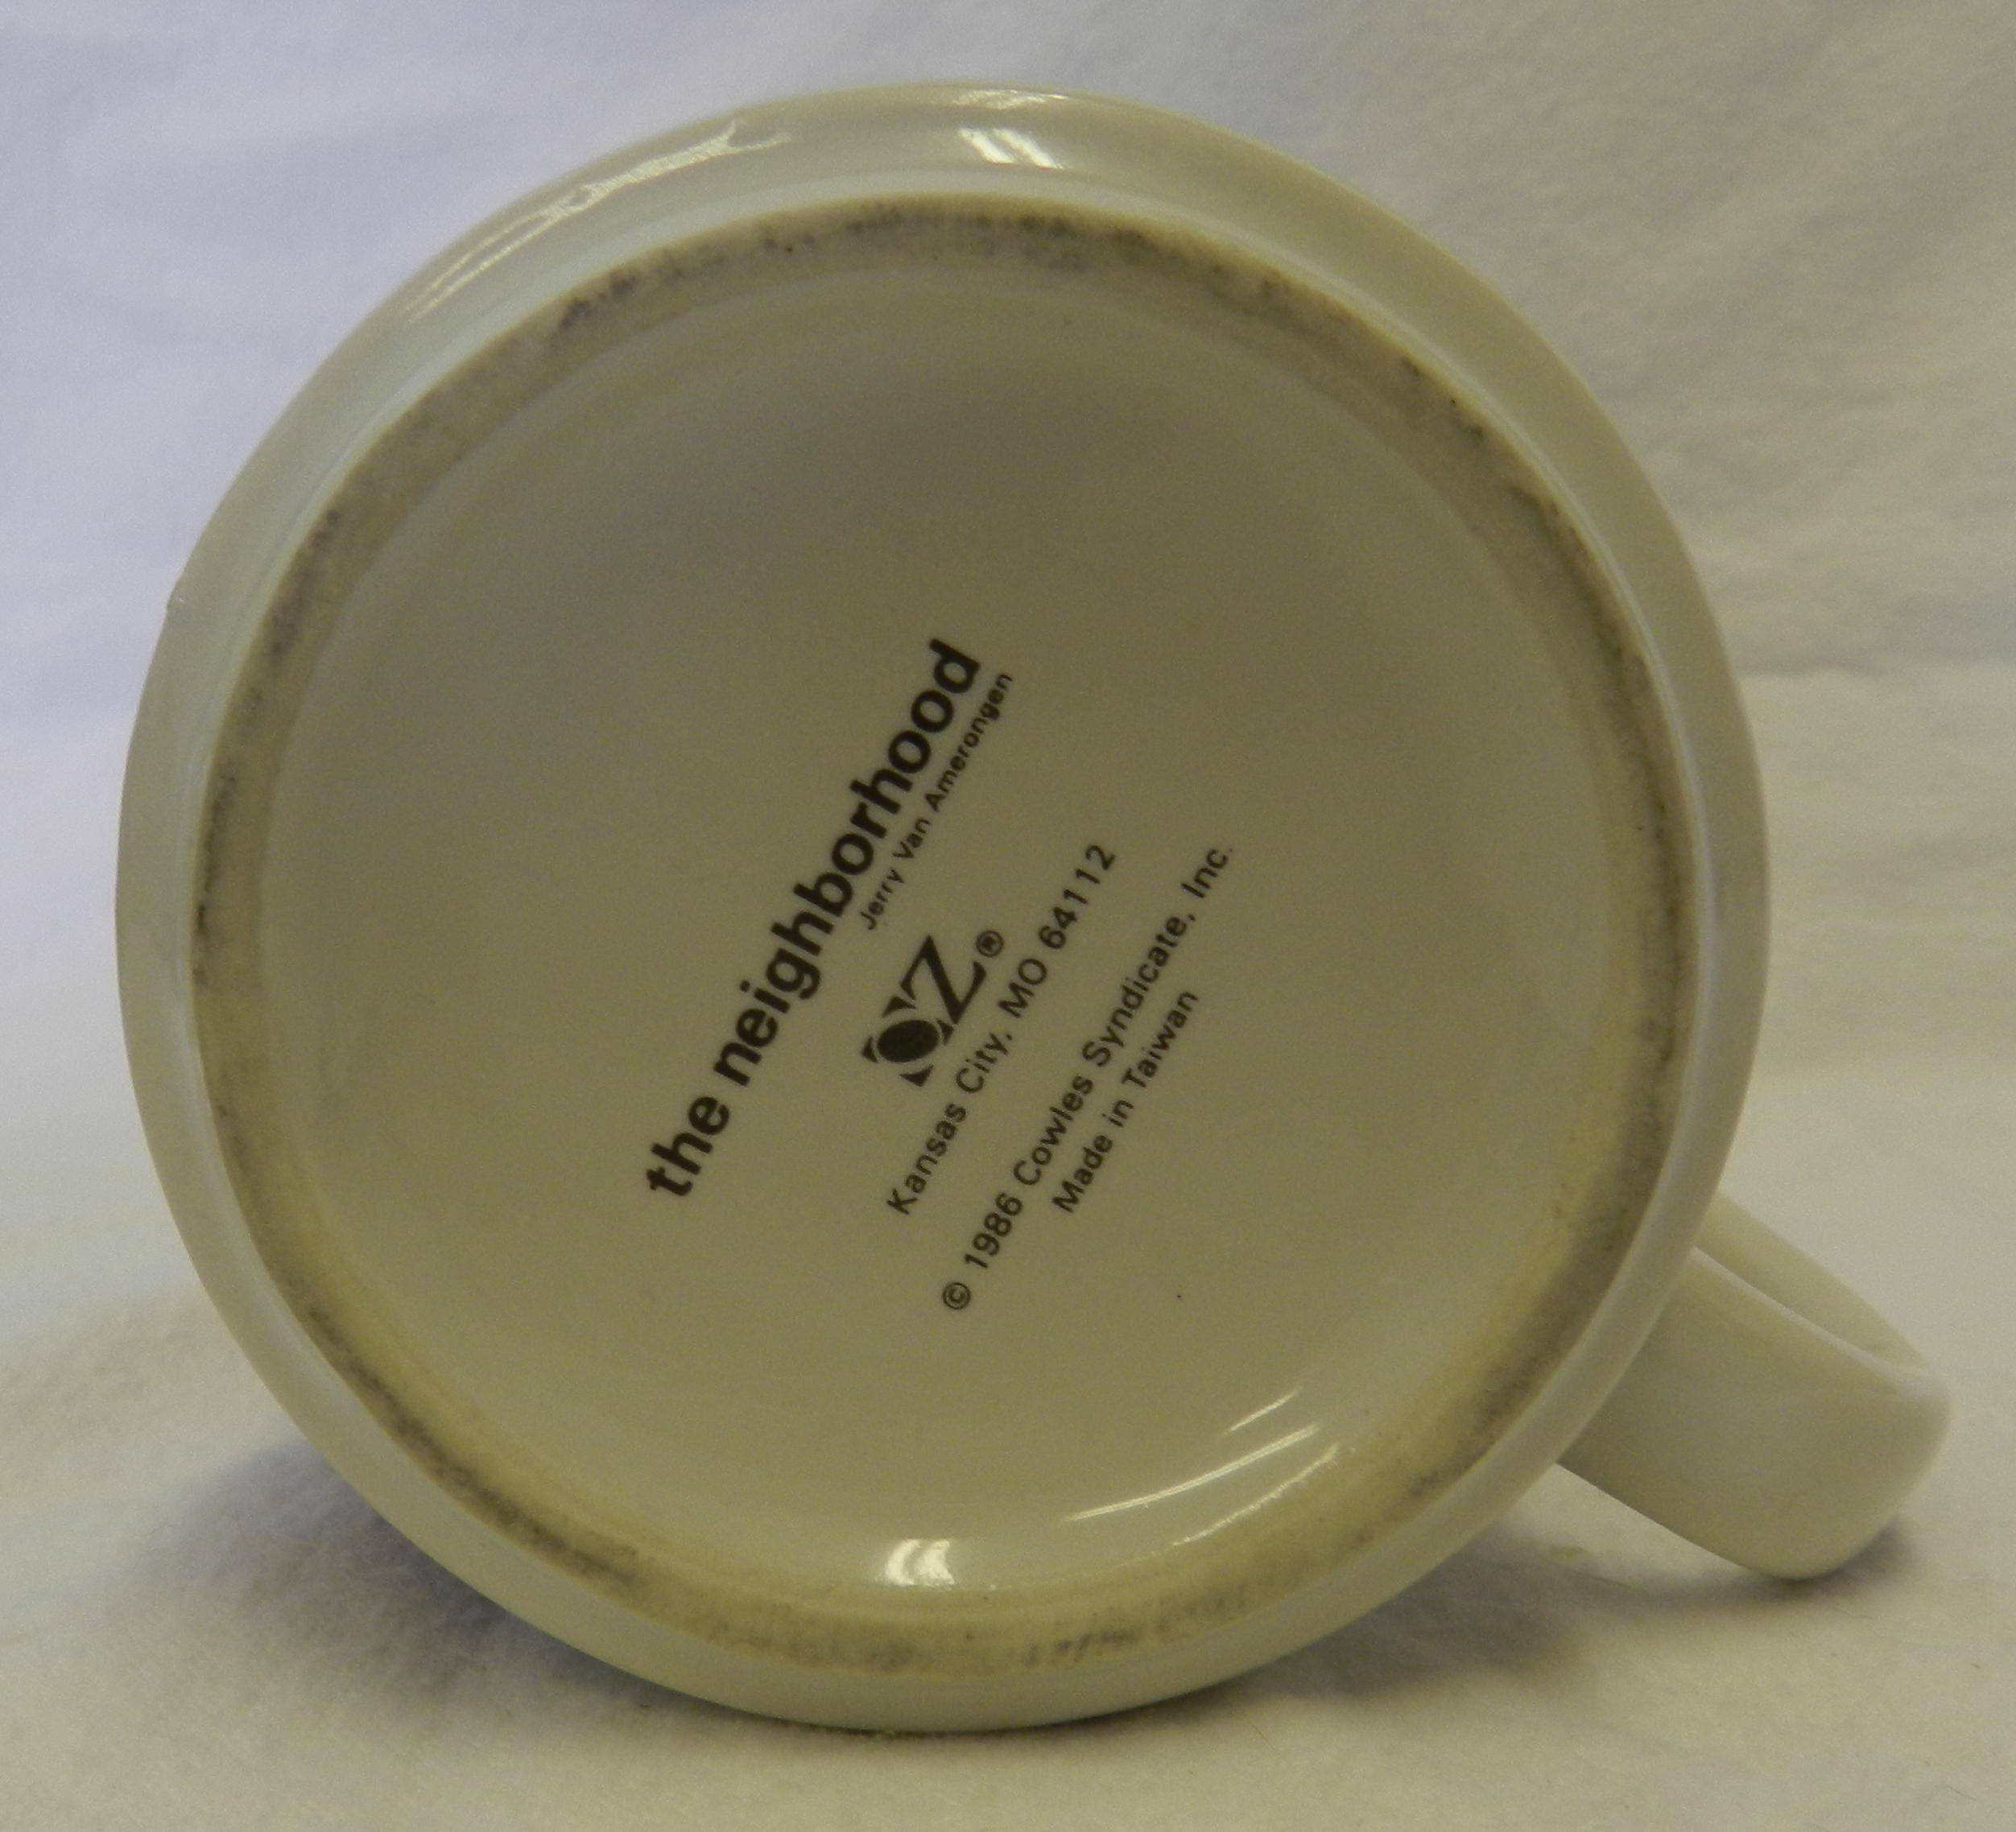 the neighborhood
Jerry Van Amerongen
OZ®
Kansas City, MO 64112
© 1986 Cowles Syndicate, Inc.
Made in Taiwan